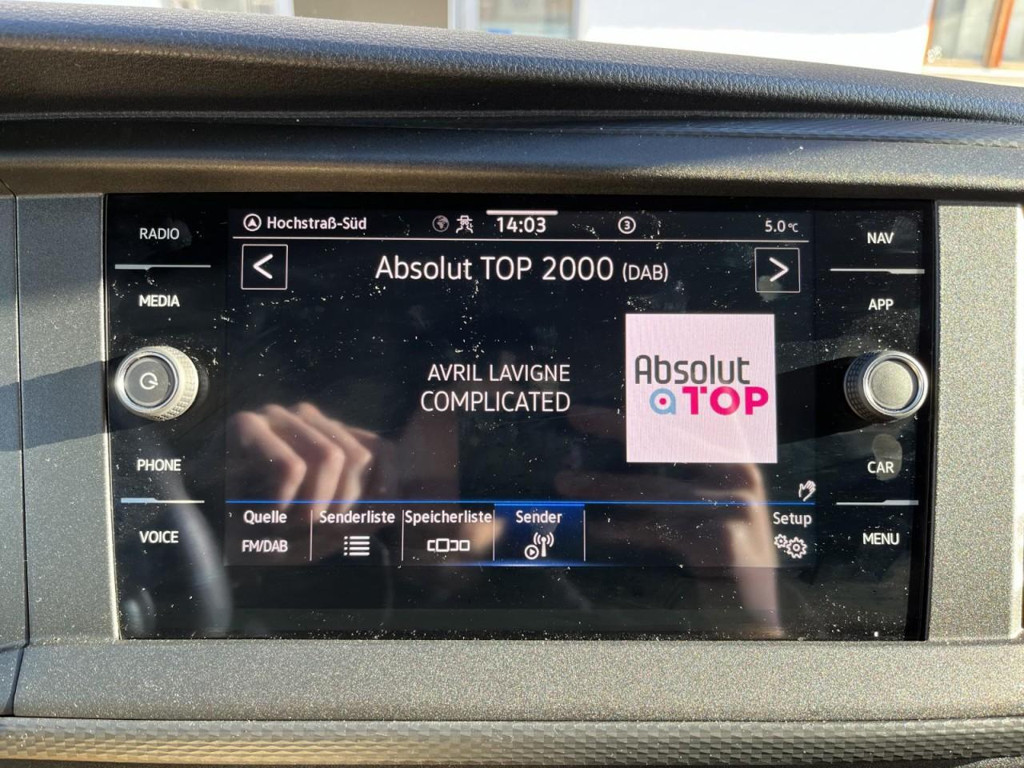 RADIO
MEDIA
PHONE
VOICE
Hochstraß-Süd
14:03
3
5.0°C
Absolut TOP 2000 (DAB)
AVRIL LAVIGNE
COMPLICATED
Absolut
TOP
Quelle
FM/DAB
Senderliste
Speicherliste
Sender
Setup
NAV
APP
CAR
MENU